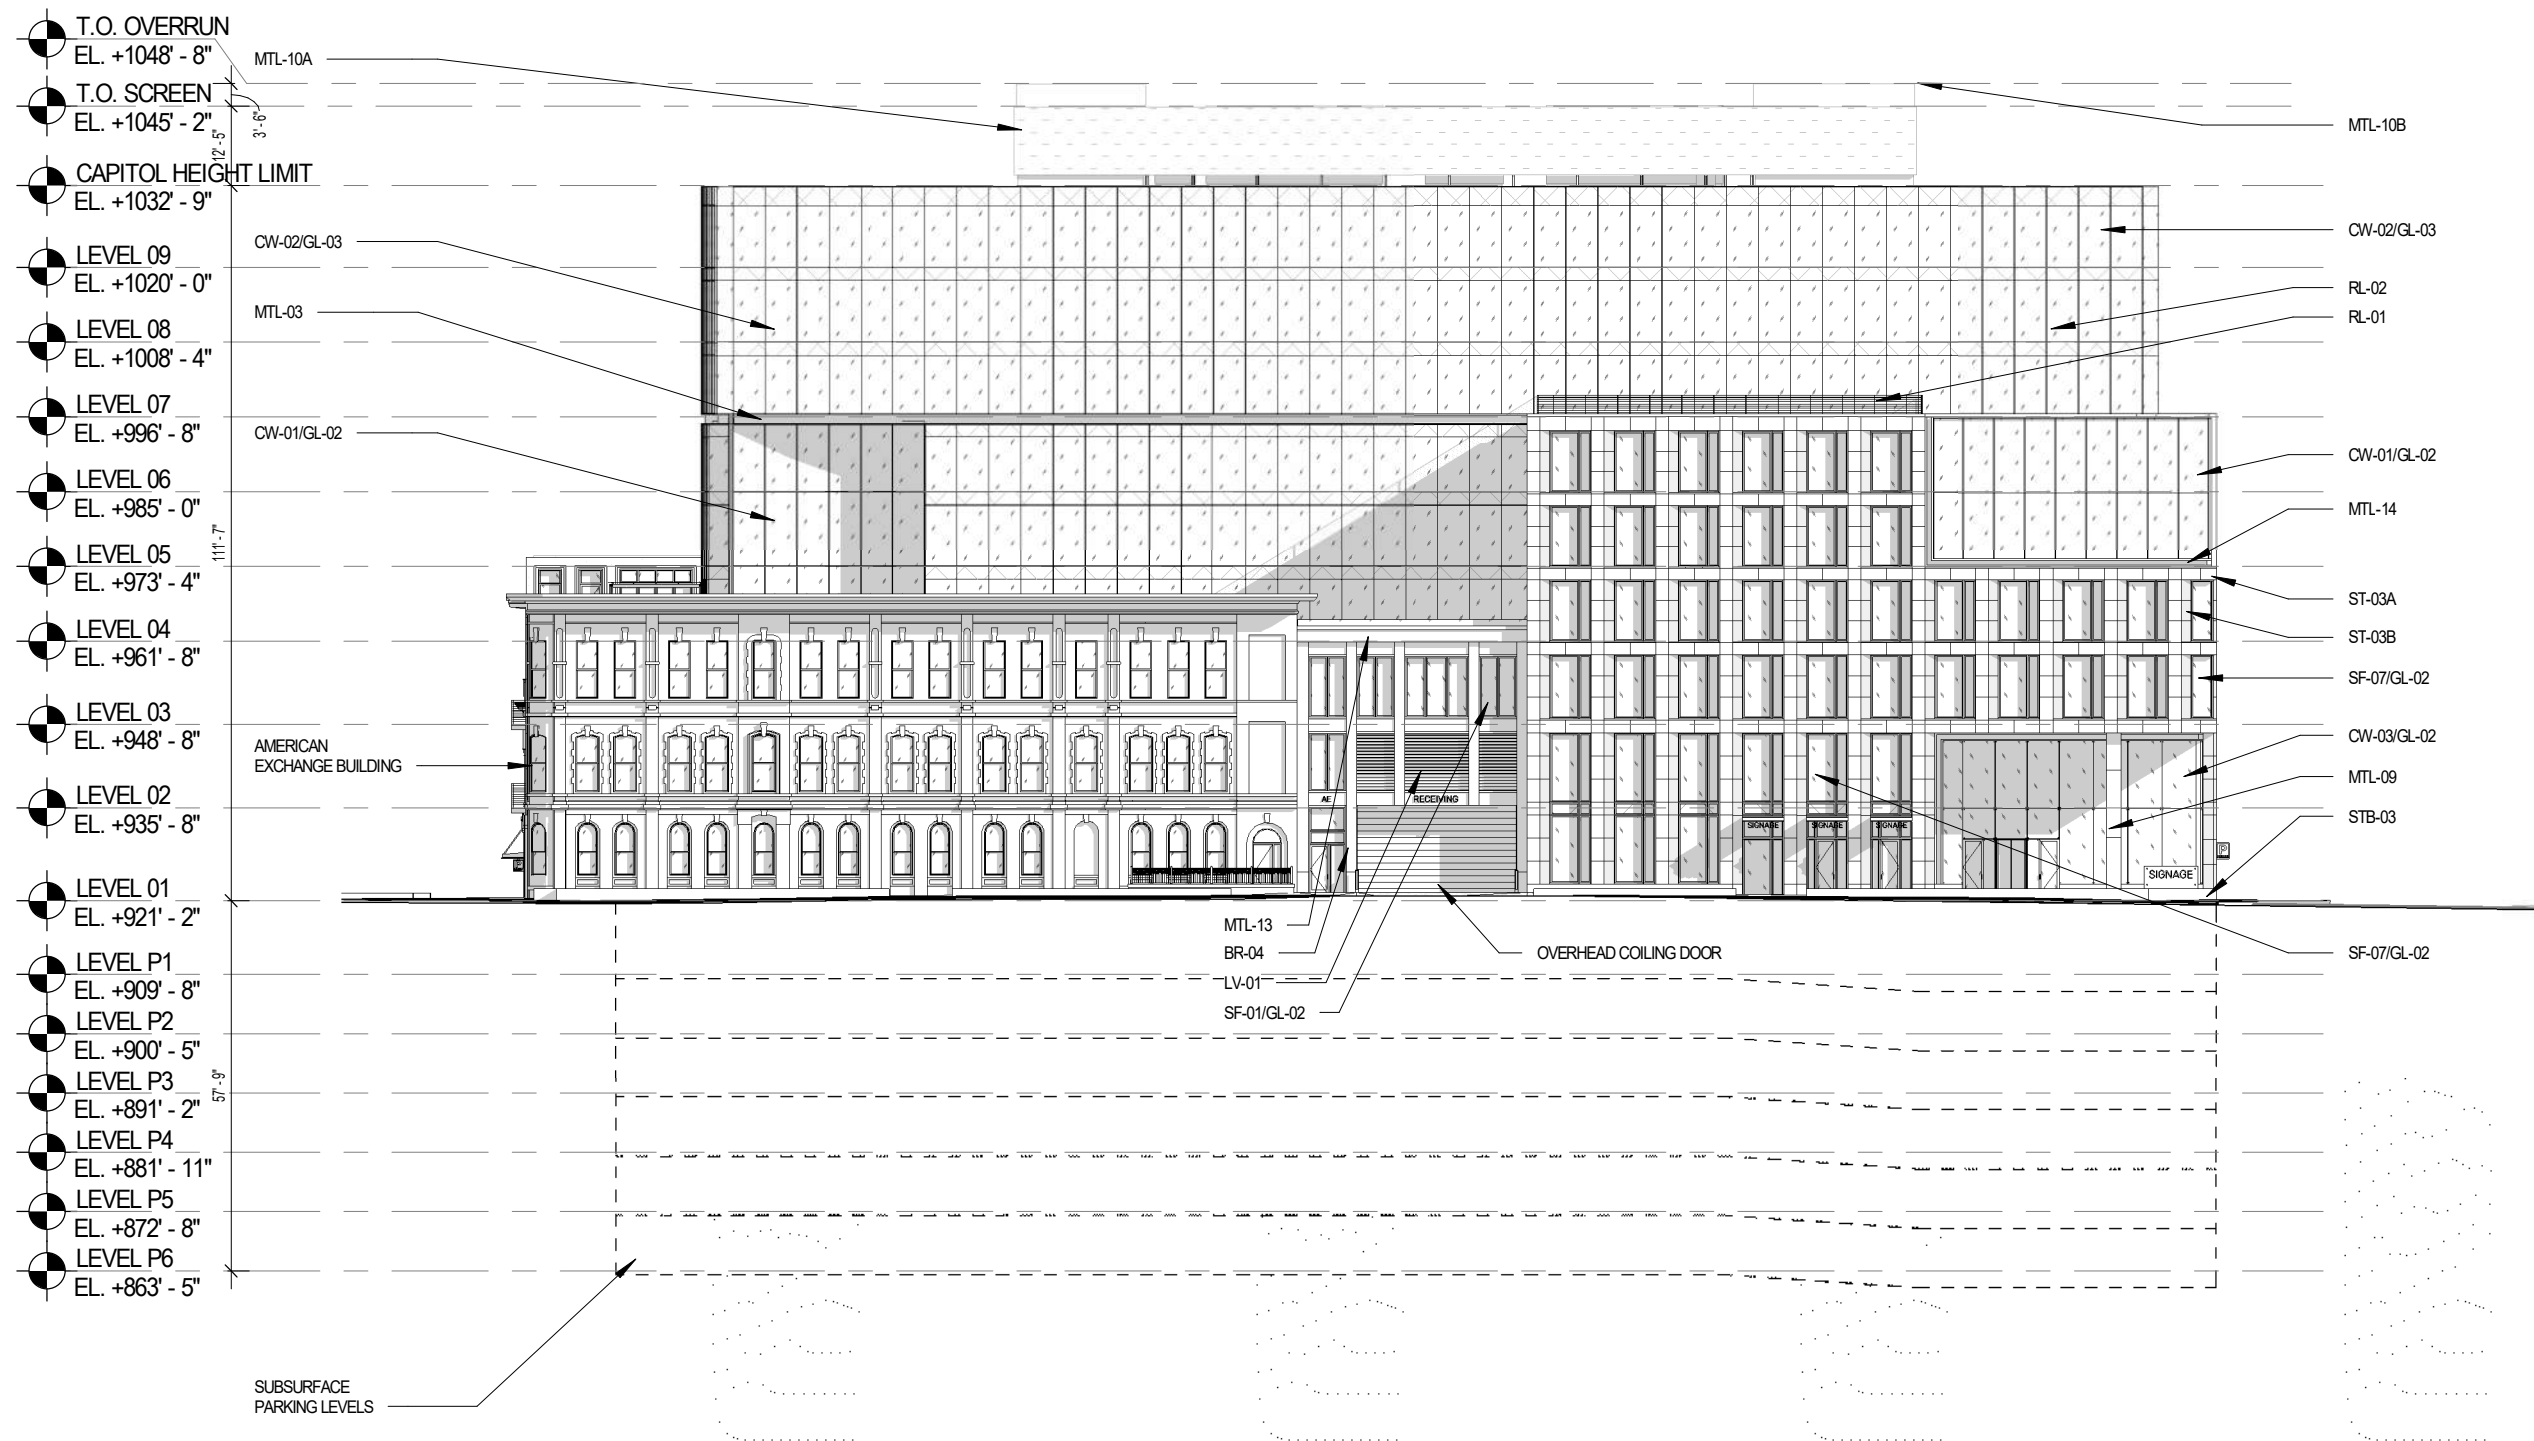 T.O. OVERRUN
EL. +1048' - 8"
T.O. SCREEN
EL. +1045' - 2"
CAPITOL HEIGHT LIMIT
EL. +1032' - 9"
LEVEL 09
EL. +1020' - 0"
LEVEL 08
EL. +1008' - 4"
LEVEL 07
EL. +996' - 8"
LEVEL 06
EL. +985' - 0"
LEVEL 05
EL. +973' - 4"
LEVEL 04
EL. +961' - 8"
LEVEL 03
EL. +948' - 8"
LEVEL 02
EL. +935' - 8"
LEVEL 01
EL. +921' - 2"
LEVEL P1
EL. +909' - 8"
LEVEL P2
EL. +900' - 5"
LEVEL P3
EL. +891' - 2"
LEVEL P4
EL. +881' - 11"
LEVEL P5
EL. +872' - 8"
LEVEL P6
EL. +863' - 5"
3' - 6"
12' - 5"
111' - 7"
57' - 9"
MTL-10A
CW-02/GL-03
MTL-03
CW-01/GL-02
AMERICAN
EXCHANGE BUILDING
SUBSURFACE
PARKING LEVELS
AE
RECEIVING
SIGNAGE
SIGNAGE
SIGNAGE
SIGNAGE
P
P
MTL-13
BR-04
LV-01
SF-01/GL-02
OVERHEAD COILING DOOR
MTL-10B
CW-02/GL-03
RL-02
RL-01
CW-01/GL-02
MTL-14
ST-03A
ST-03B
SF-07/GL-02
CW-03/GL-02
MTL-09
STB-03
SF-07/GL-02